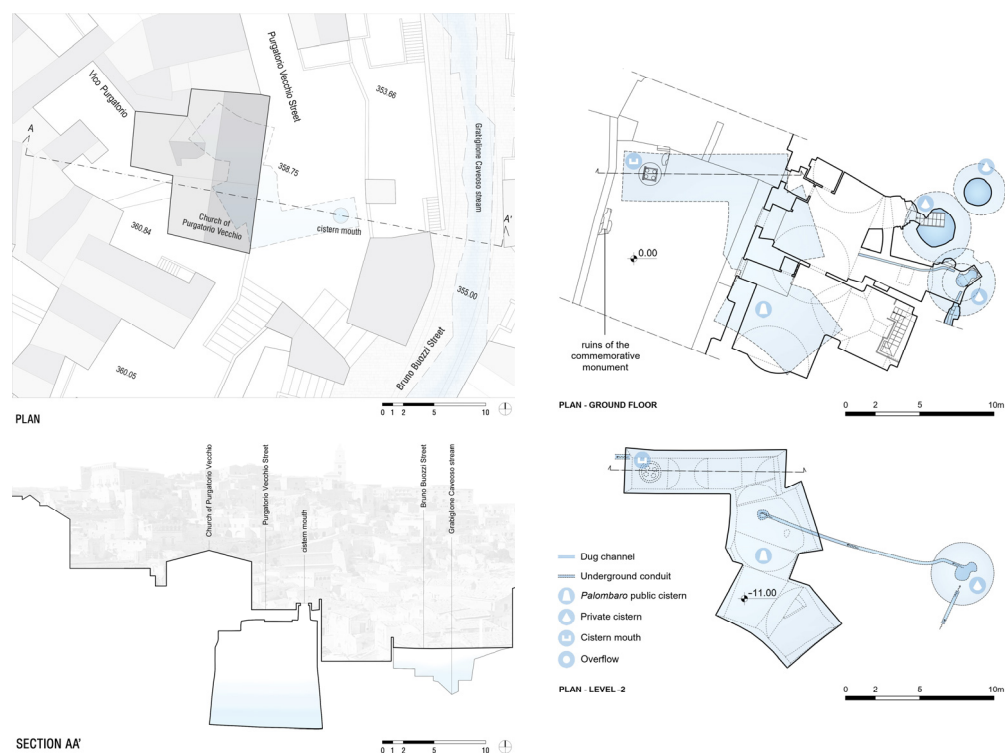 Vico Purgatorio
Purgatorio Vecchio Street
353.66
Grabiglione Caveoso stream
A
358.75
A'
Church of
Purgatorio Vecchio
cistern mouth
360.84
355.00
Bruno Buozzi Street
360.05
PLAN
0 1 2 5 10
0.00
ruins of the
commemorative
monument
PLAN - GROUND FLOOR
0 2 5 10m
Church of Purgatorio Vecchio
Purgatorio Vecchio Street
cistern mouth
Bruno Buozzi Street
Grabiglione Caveoso stream
SECTION AA'
0 1 2 5 10
-11.00
Dug channel
Underground conduit
Palombaro public cistern
Private cistern
Cistern mouth
Overflow
PLAN - LEVEL -2
0 2 5 10m